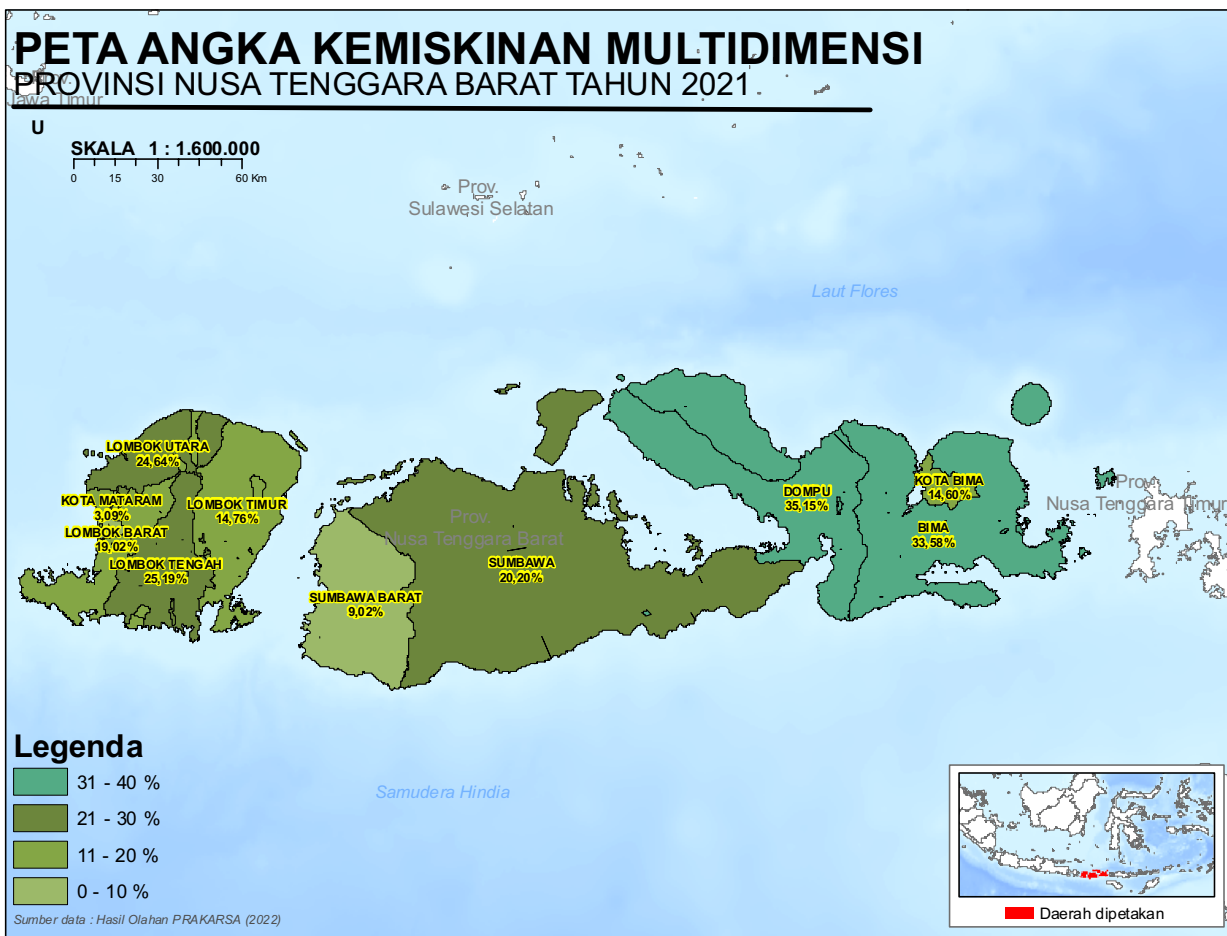 PETA ANGKA KEMISKINAN MULTIDIMENSI
PROVINSI NUSA TENGGARA BARAT TAHUN 2021
Prov.
Jawa Timur
U
SKALA 1 : 1.600.000
0 15 30 60 Km
Prov.
Sulawesi Selatan
Laut Flores
LOMBOK UTARA
24,64%
KOTA MATARAM
3,09%
LOMBOK TIMUR
14,76%
LOMBOK BARAT
19,02%
LOMBOK TENGAH
25,19%
SUMBAWA BARAT
9,02%
Prov.
Nusa Tenggara Barat
SUMBAWA
20,20%
DOMPU
35,15%
KOTA BIMA
14,60%
BIMA
33,58%
Prov.
Nusa Tenggara Timur
Samudera Hindia
Legenda
31 - 40 %
21 - 30 %
11 - 20 %
0 - 10 %
Sumber data : Hasil Olahan PRAKARSA (2022)
Daerah dipetakan